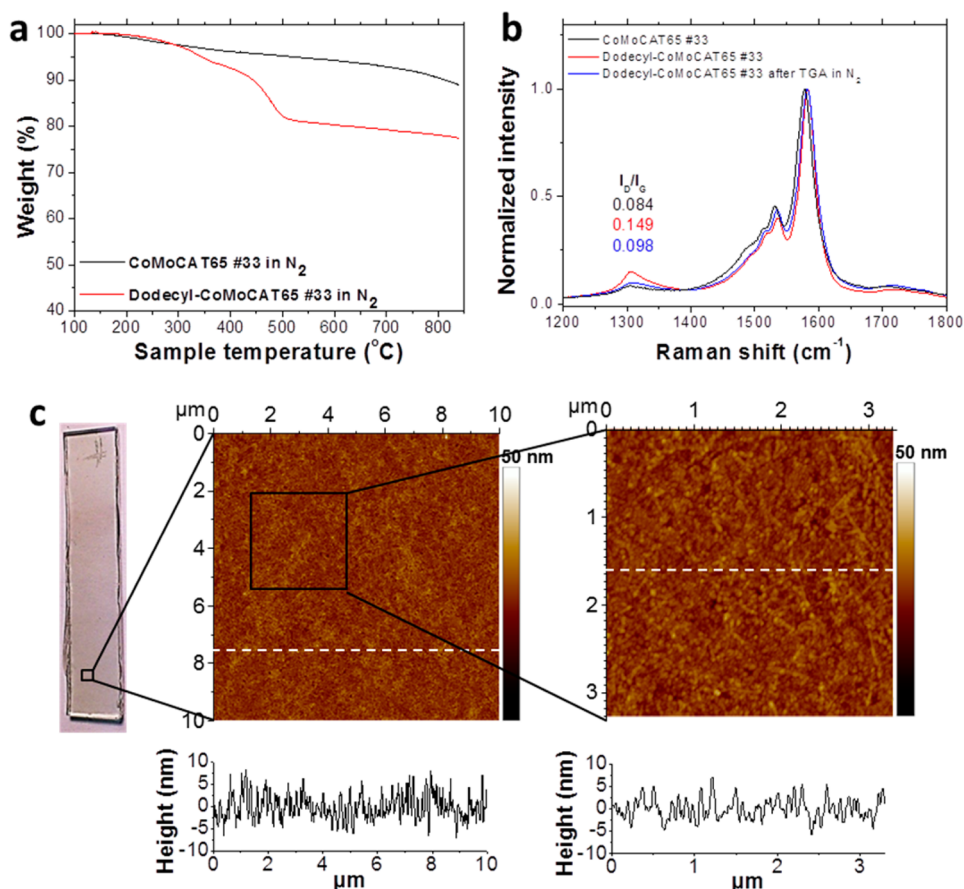 a
100
90
80
70
60
50
40
Weight (%)
CoMoCAT65 #33 in N2
Dodecyl-CoMoCAT65 #33 in N2
100 200 300 400 500 600 700 800
Sample temperature (°C)
b
CoMoCAT65 #33
Dodecyl-CoMoCAT65 #33
Dodecyl-CoMoCAT65 #33 after TGA in N2
1.0
0.5
0.0
Normalized intensity
ID/IG
0.084
0.149
0.098
1200 1300 1400 1500 1600 1700 1800
Raman shift (cm-1)
c
µm
0 2 4 6 8 10
0
2
4
6
8
10
50 nm
µm
0 1 2 3
0
1
2
3
50 nm
Height (nm)
10
5
0
-5
-10
0 2 4 6 8 10
µm
Height (nm)
10
5
0
-5
-10
0 1 2 3
µm